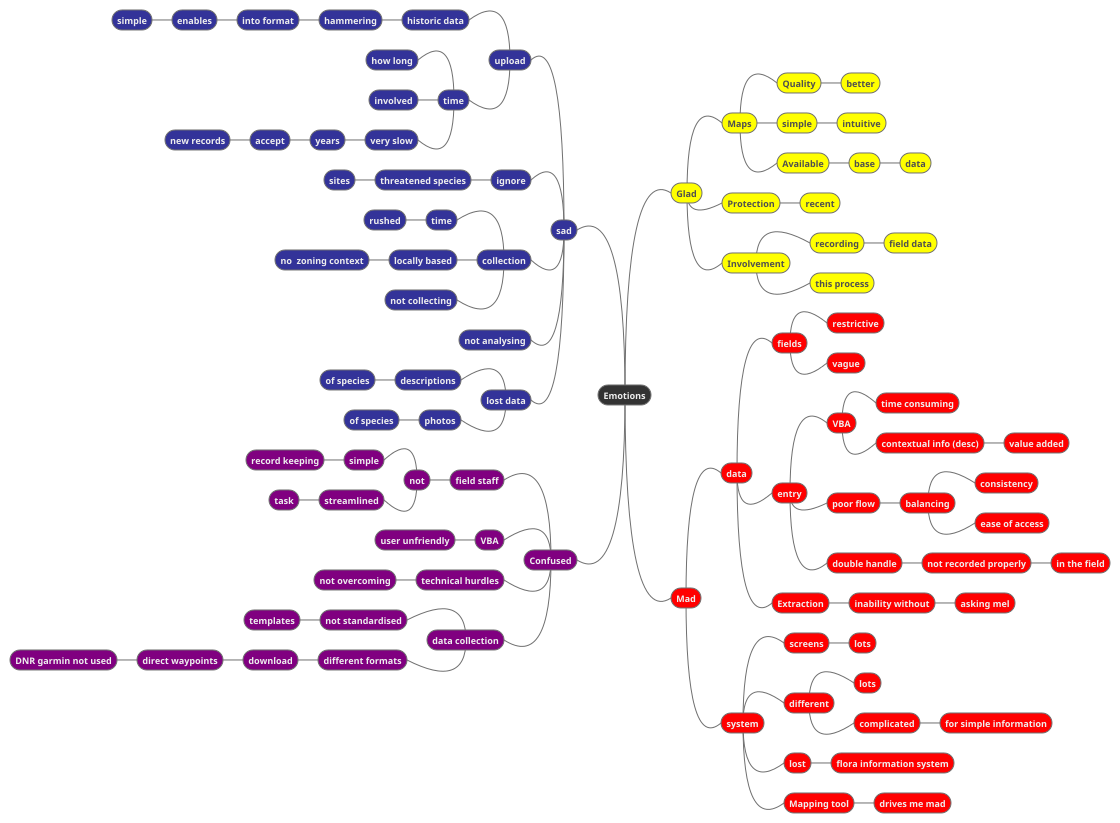 Emotions
Glad
Maps
Quality
better
simple
intuitive
Available
base
data
Protection
recent
Involvement
recording
field data
this process
Mad
data
fields
restrictive
vague
entry
VBA
time consuming
contextual info (desc)
value added
poor flow
balancing
consistency
ease of access
double handle
not recorded properly
in the field
Extraction
inability without
asking mel
system
screens
lots
different
lots
complicated
for simple information
lost
flora information system
Mapping tool
drives me mad
sad
upload
historic data
hammering
into format
enables
simple
time
how long
involved
very slow
years
accept
new records
ignore
threatened species
sites
collection
time
rushed
locally based
no  zoning context
not collecting
not analysing
lost data
descriptions
of species
photos
of species
Confused
field staff
not
simple
record keeping
streamlined
task
VBA
user unfriendly
technical hurdles
not overcoming
data collection
not standardised
templates
different formats
download
direct waypoints
DNR garmin not used